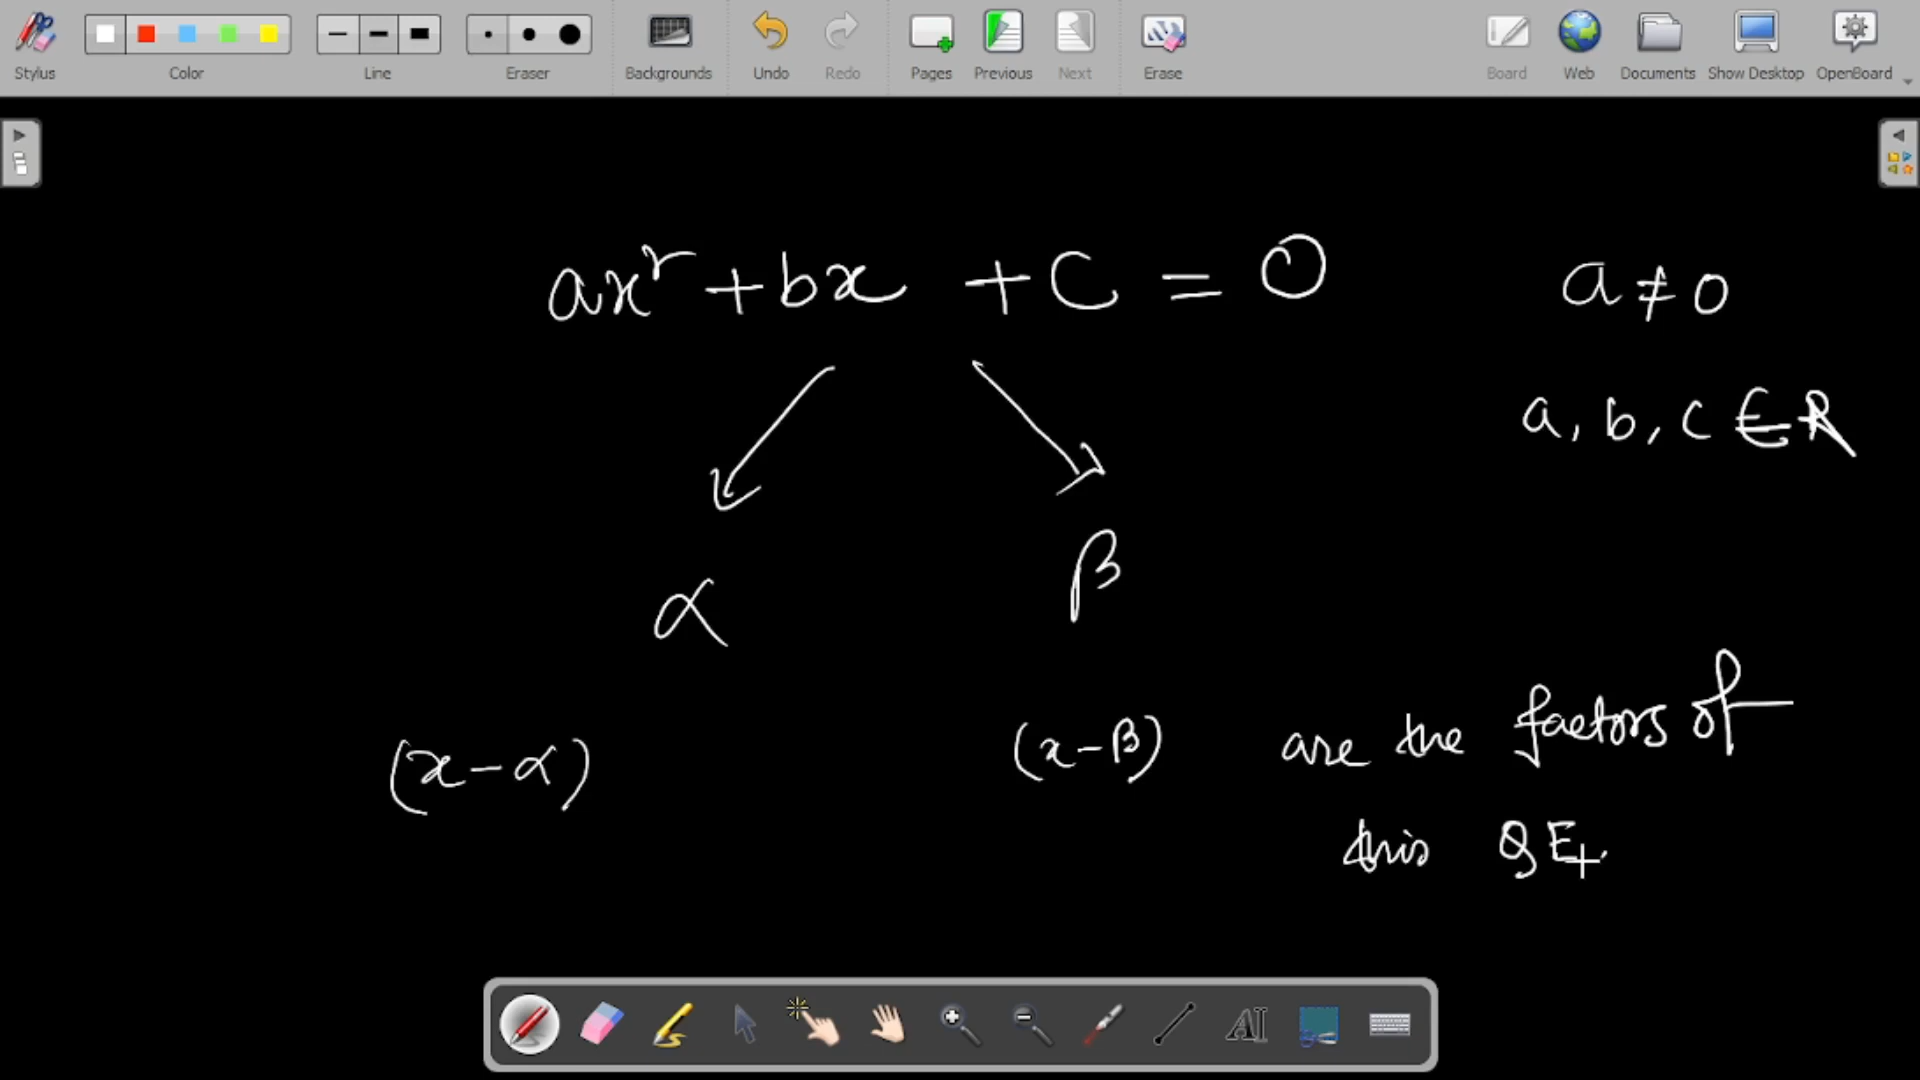 Stylus Color Line Eraser Backgrounds Undo Redo Pages Previous Next Erase Board Web Documents Show Desktop OpenBoard
ax² + bx + c = 0 a ≠ 0
a, b, c ∈ R
α β
(x - α) (x - β) are the factors of
this QE.